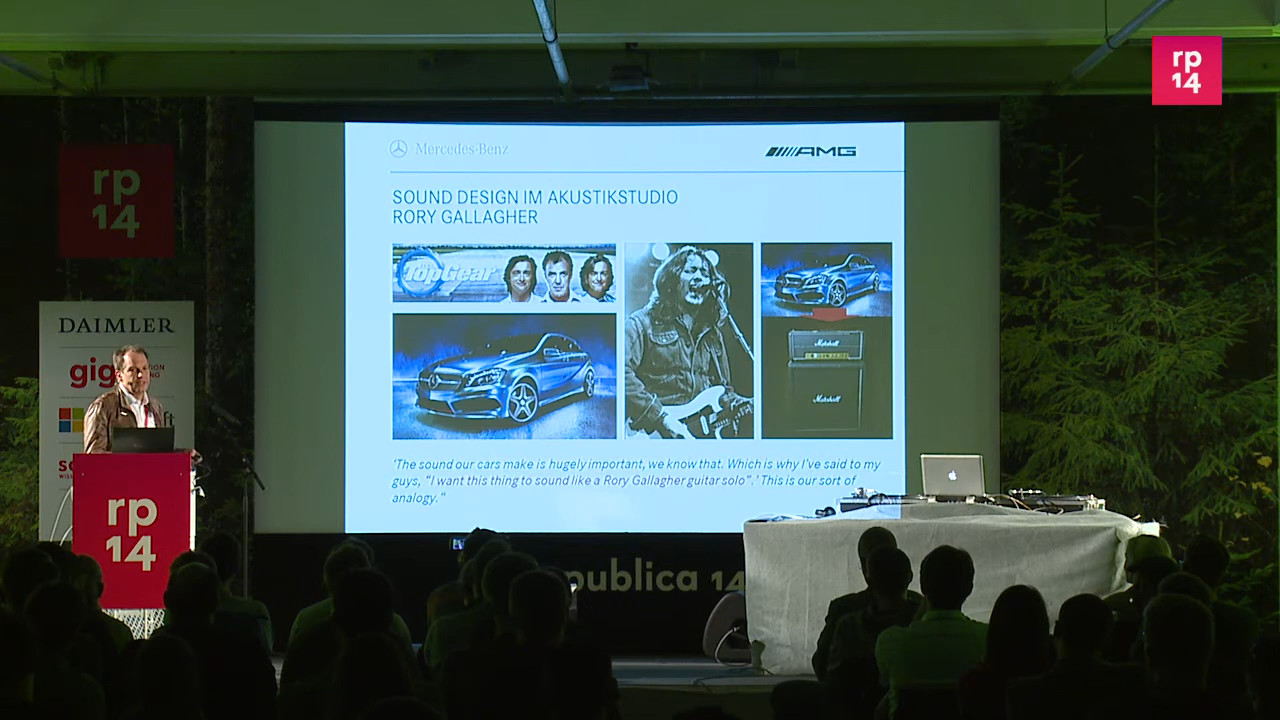 rp
14
rp
14
DAIMLER
gig
rp
14
Mercedes-Benz
AMG
SOUND DESIGN IM AKUSTIKSTUDIO
RORY GALLAGHER
TopGear
Marshall
Marshall
‘The sound our cars make is hugely important, we know that. Which is why I’ve said to my
guys, “I want this thing to sound like a Rory Gallagher guitar solo”.’ This is our sort of
analogy.“
publica 14